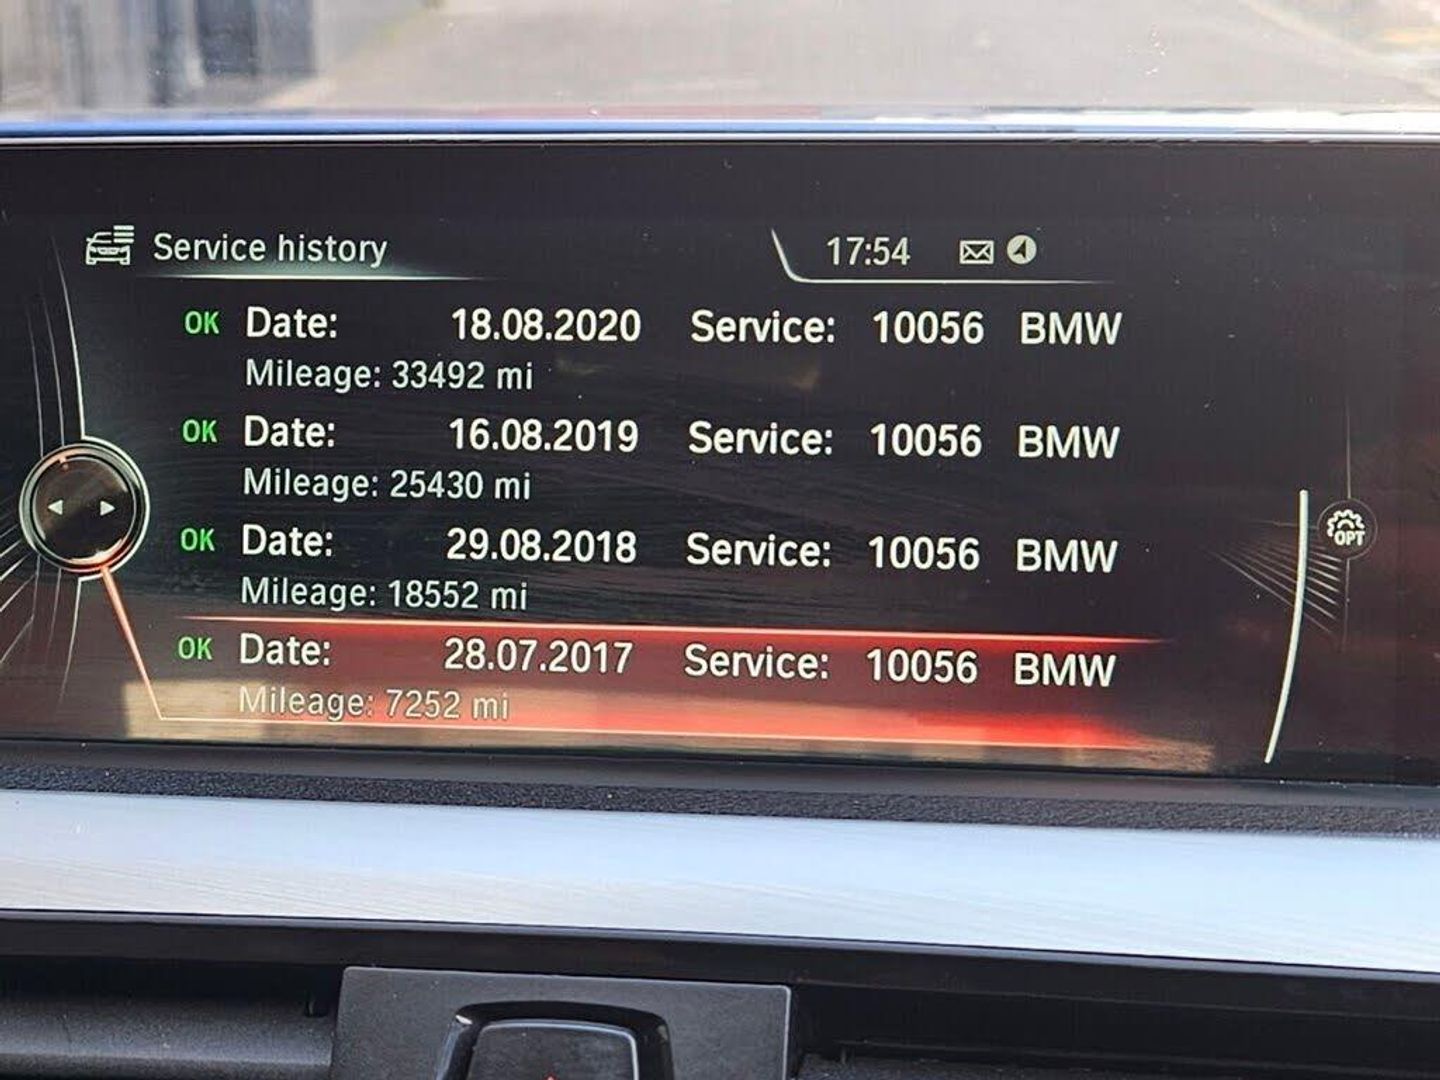 Service history 17:54
OK Date: 18.08.2020 Service: 10056 BMW
Mileage: 33492 mi
OK Date: 16.08.2019 Service: 10056 BMW
Mileage: 25430 mi
OK Date: 29.08.2018 Service: 10056 BMW
Mileage: 18552 mi
OPT
OK Date: 28.07.2017 Service: 10056 BMW
Mileage: 7252 mi